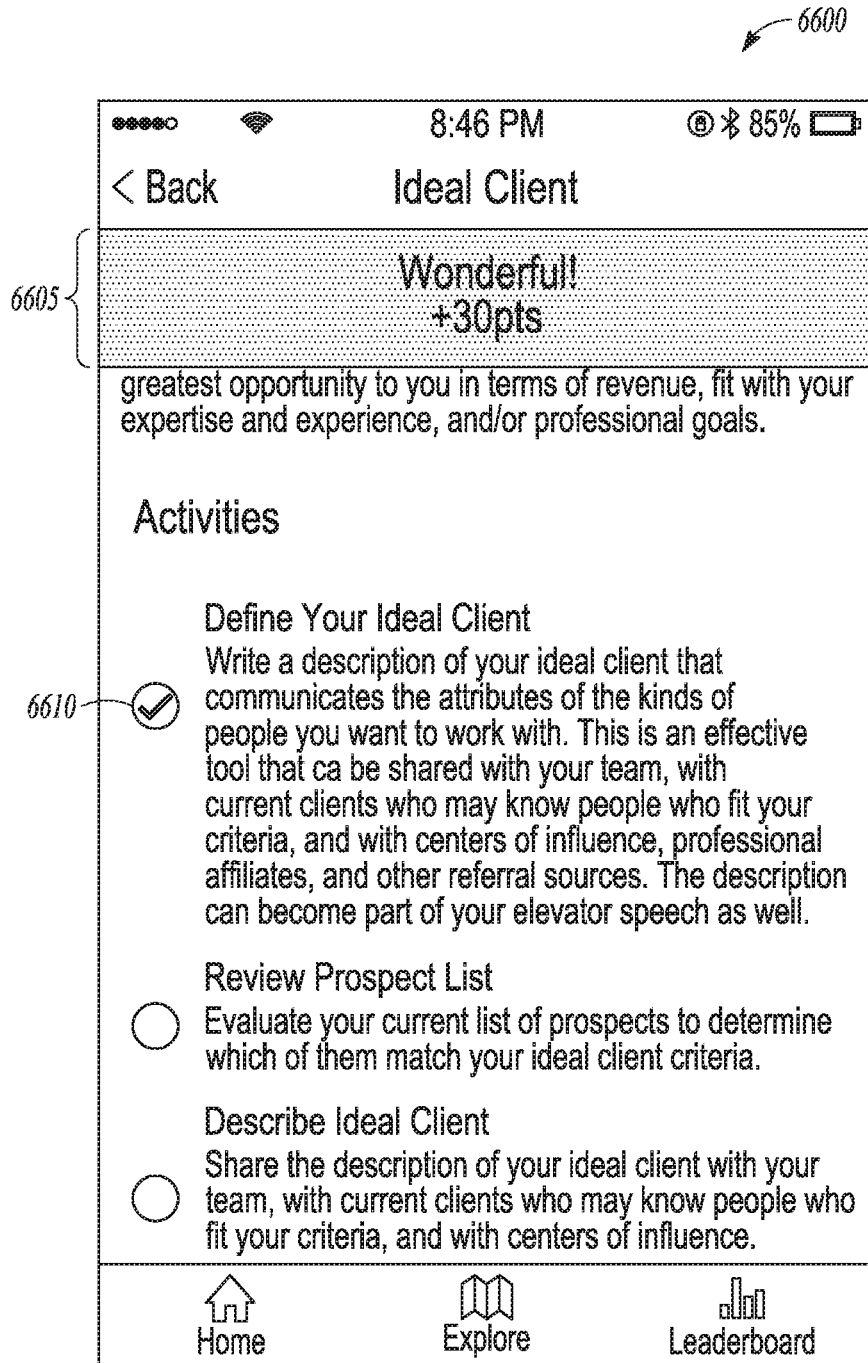 6600
8:46 PM 85%
< Back Ideal Client
6605
Wonderful!
+30pts
greatest opportunity to you in terms of revenue, fit with your
expertise and experience, and/or professional goals.
Activities
Define Your Ideal Client
Write a description of your ideal client that
6610
communicates the attributes of the kinds of
people you want to work with. This is an effective
tool that ca be shared with your team, with
current clients who may know people who fit your
criteria, and with centers of influence, professional
affiliates, and other referral sources. The description
can become part of your elevator speech as well.
Review Prospect List
Evaluate your current list of prospects to determine
which of them match your ideal client criteria.
Describe Ideal Client
Share the description of your ideal client with your
team, with current clients who may know people who
fit your criteria, and with centers of influence.
Home Explore Leaderboard